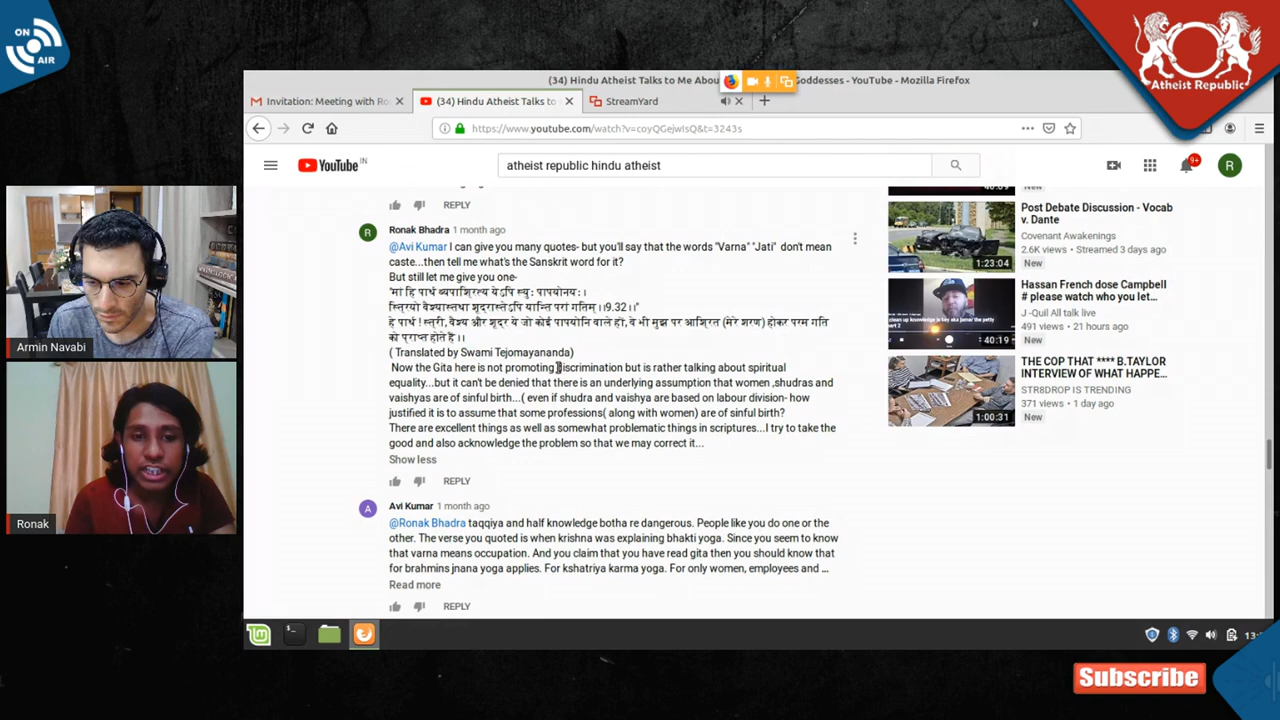 ON
AIR
Atheist Republic
(34) Hindu Atheist Talks to Me Abou
Goddesses - YouTube - Mozilla Firefox
Invitation: Meeting with Ro
(34) Hindu Atheist Talks to
StreamYard
https://www.youtube.com/watch?v=coyQGejwIsQ&t=3243s
YouTube IN
atheist republic hindu atheist
9+
R
REPLY
R
Ronak Bhadra 1 month ago
@Avi Kumar I can give you many quotes- but you'll say that the words "Varna" "Jati" don't mean
caste...then tell me what's the Sanskrit word for it?
But still let me give you one-
"मां हि पार्थ व्यपाश्रित्य येऽपि स्युः पापयोनयः।
स्त्रियो वैश्यास्तथा शूद्रास्तेऽपि यान्ति परां गतिम्।।9.32।।"
हे पार्थ ! स्त्री, वैश्य और शूद्र ये जो कोई पापयोनि वाले हों, वे भी मुझ पर आश्रित (मेरे शरण) होकर परम गति
को प्राप्त होते हैं।।
( Translated by Swami Tejomayananda)
Now the Gita here is not promoting discrimination but is rather talking about spiritual
equality...but it can't be denied that there is an underlying assumption that women ,shudras and
vaishyas are of sinful birth...( even if shudra and vaishya are based on labour division- how
justified it is to assume that some professions( along with women) are of sinful birth?
There are excellent things as well as somewhat problematic things in scriptures...I try to take the
good and also acknowledge the problem so that we may correct it...
Show less
REPLY
A
Avi Kumar 1 month ago
@Ronak Bhadra taqqiya and half knowledge botha re dangerous. People like you do one or the
other. The verse you quoted is when krishna was explaining bhakti yoga. Since you seem to know
that varna means occupation. And you claim that you have read gita then you should know that
for brahmins jnana yoga applies. For kshatriya karma yoga. For only women, employees and ...
Read more
REPLY
New
Post Debate Discussion - Vocab
v. Dante
Covenant Awakenings
2.6K views • Streamed 3 days ago
New
1:23:04
Hassan French dose Campbell
# please watch who you let...
J -Quil All talk live
491 views • 21 hours ago
New
40:19
THE COP THAT **** B.TAYLOR
INTERVIEW OF WHAT HAPPE...
STR8DROP IS TRENDING
371 views • 1 day ago
New
1:00:31
Armin Navabi
Ronak
Subscribe